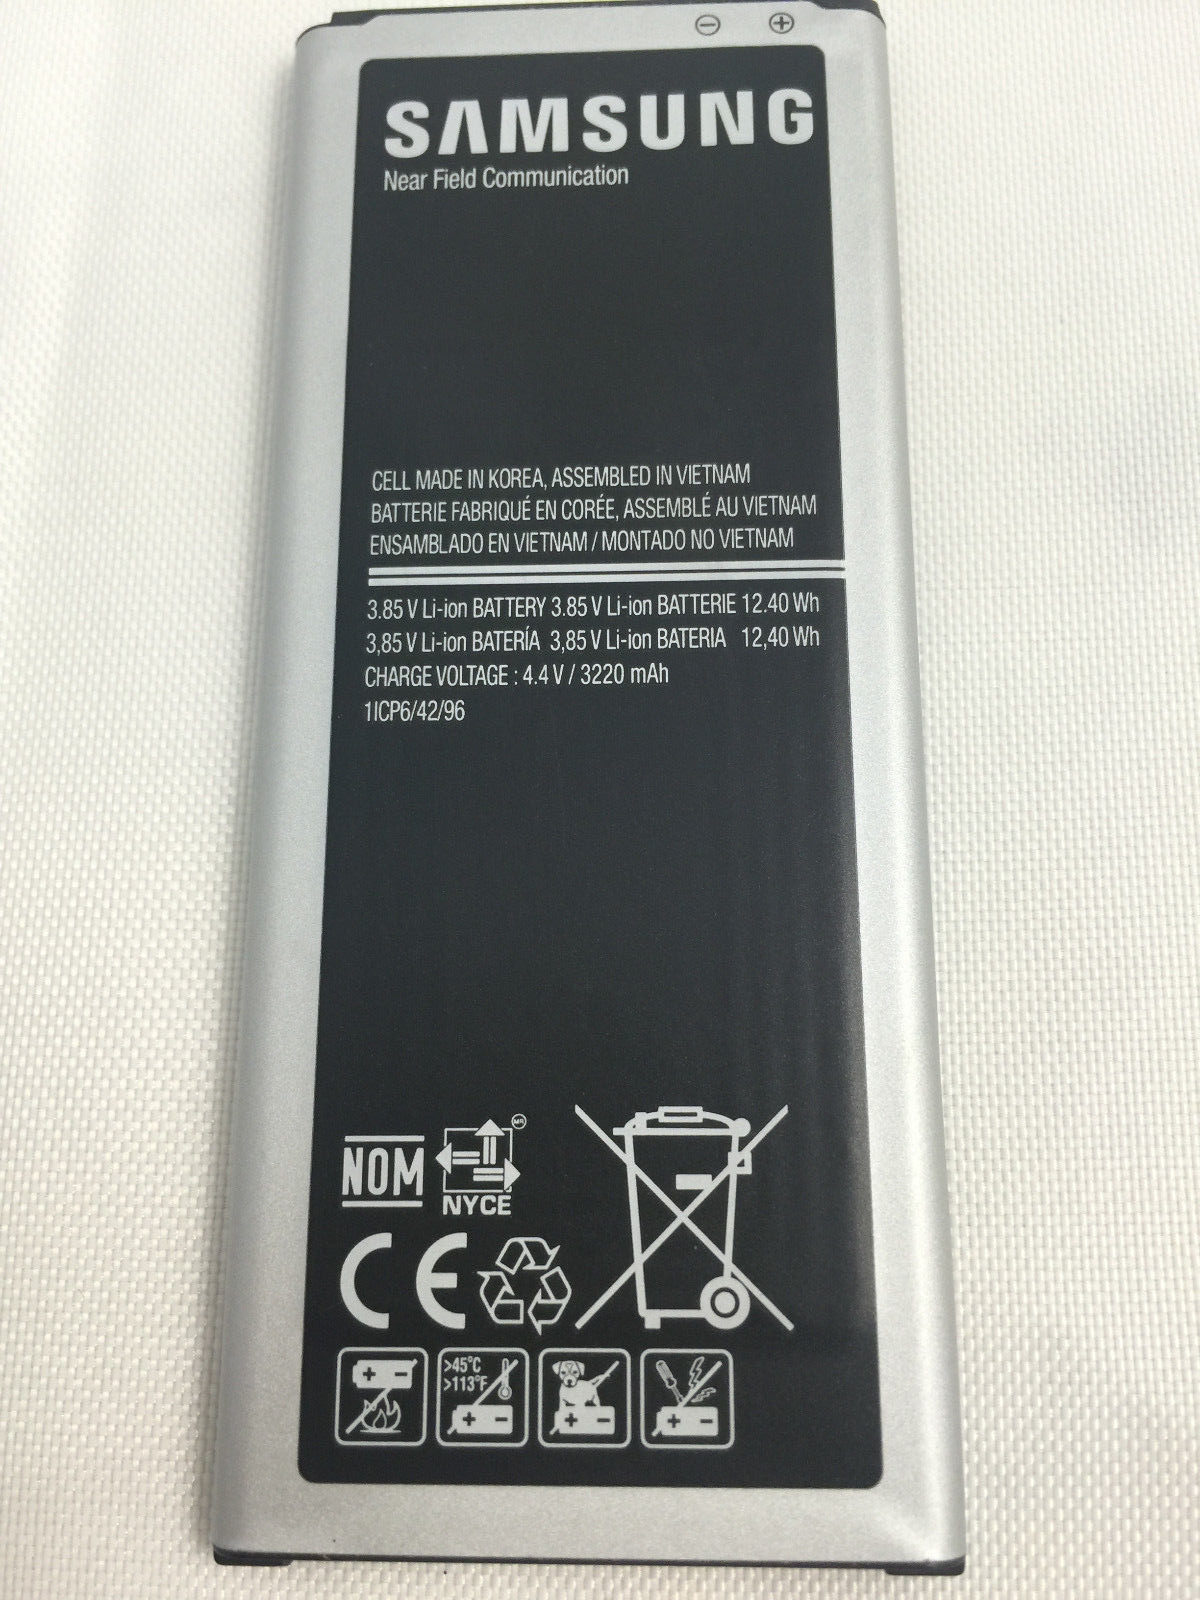 SAMSUNG
Near Field Communication
CELL MADE IN KOREA, ASSEMBLED IN VIETNAM
BATTERIE FABRIQUÉ EN CORÉE, ASSEMBLÉ AU VIETNAM
ENSAMBLADO EN VIETNAM / MONTADO NO VIETNAM
3.85 V Li-ion BATTERY 3.85 V Li-ion BATTERIE 12.40 Wh
3,85 V Li-ion BATERÍA 3,85 V Li-ion BATERIA 12,40 Wh
CHARGE VOLTAGE : 4.4 V / 3220 mAh
1ICP6/42/96
NOM
MR
NYCE
CE
>45°C
>113°F